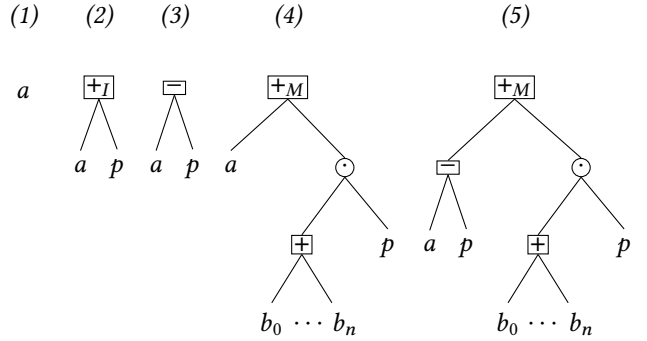 (1) (2) (3) (4) (5)
a +I − +M +M
a p a p a · − ·
+ p a p + p
b0 ··· bn b0 ··· bn